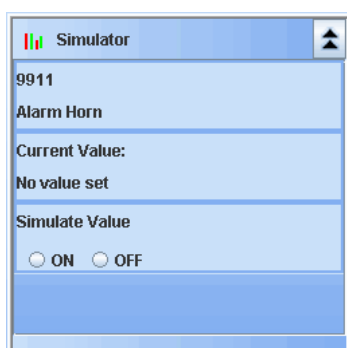 Simulator
9911
Alarm Horn
Current Value:
No value set
Simulate Value
ON OFF